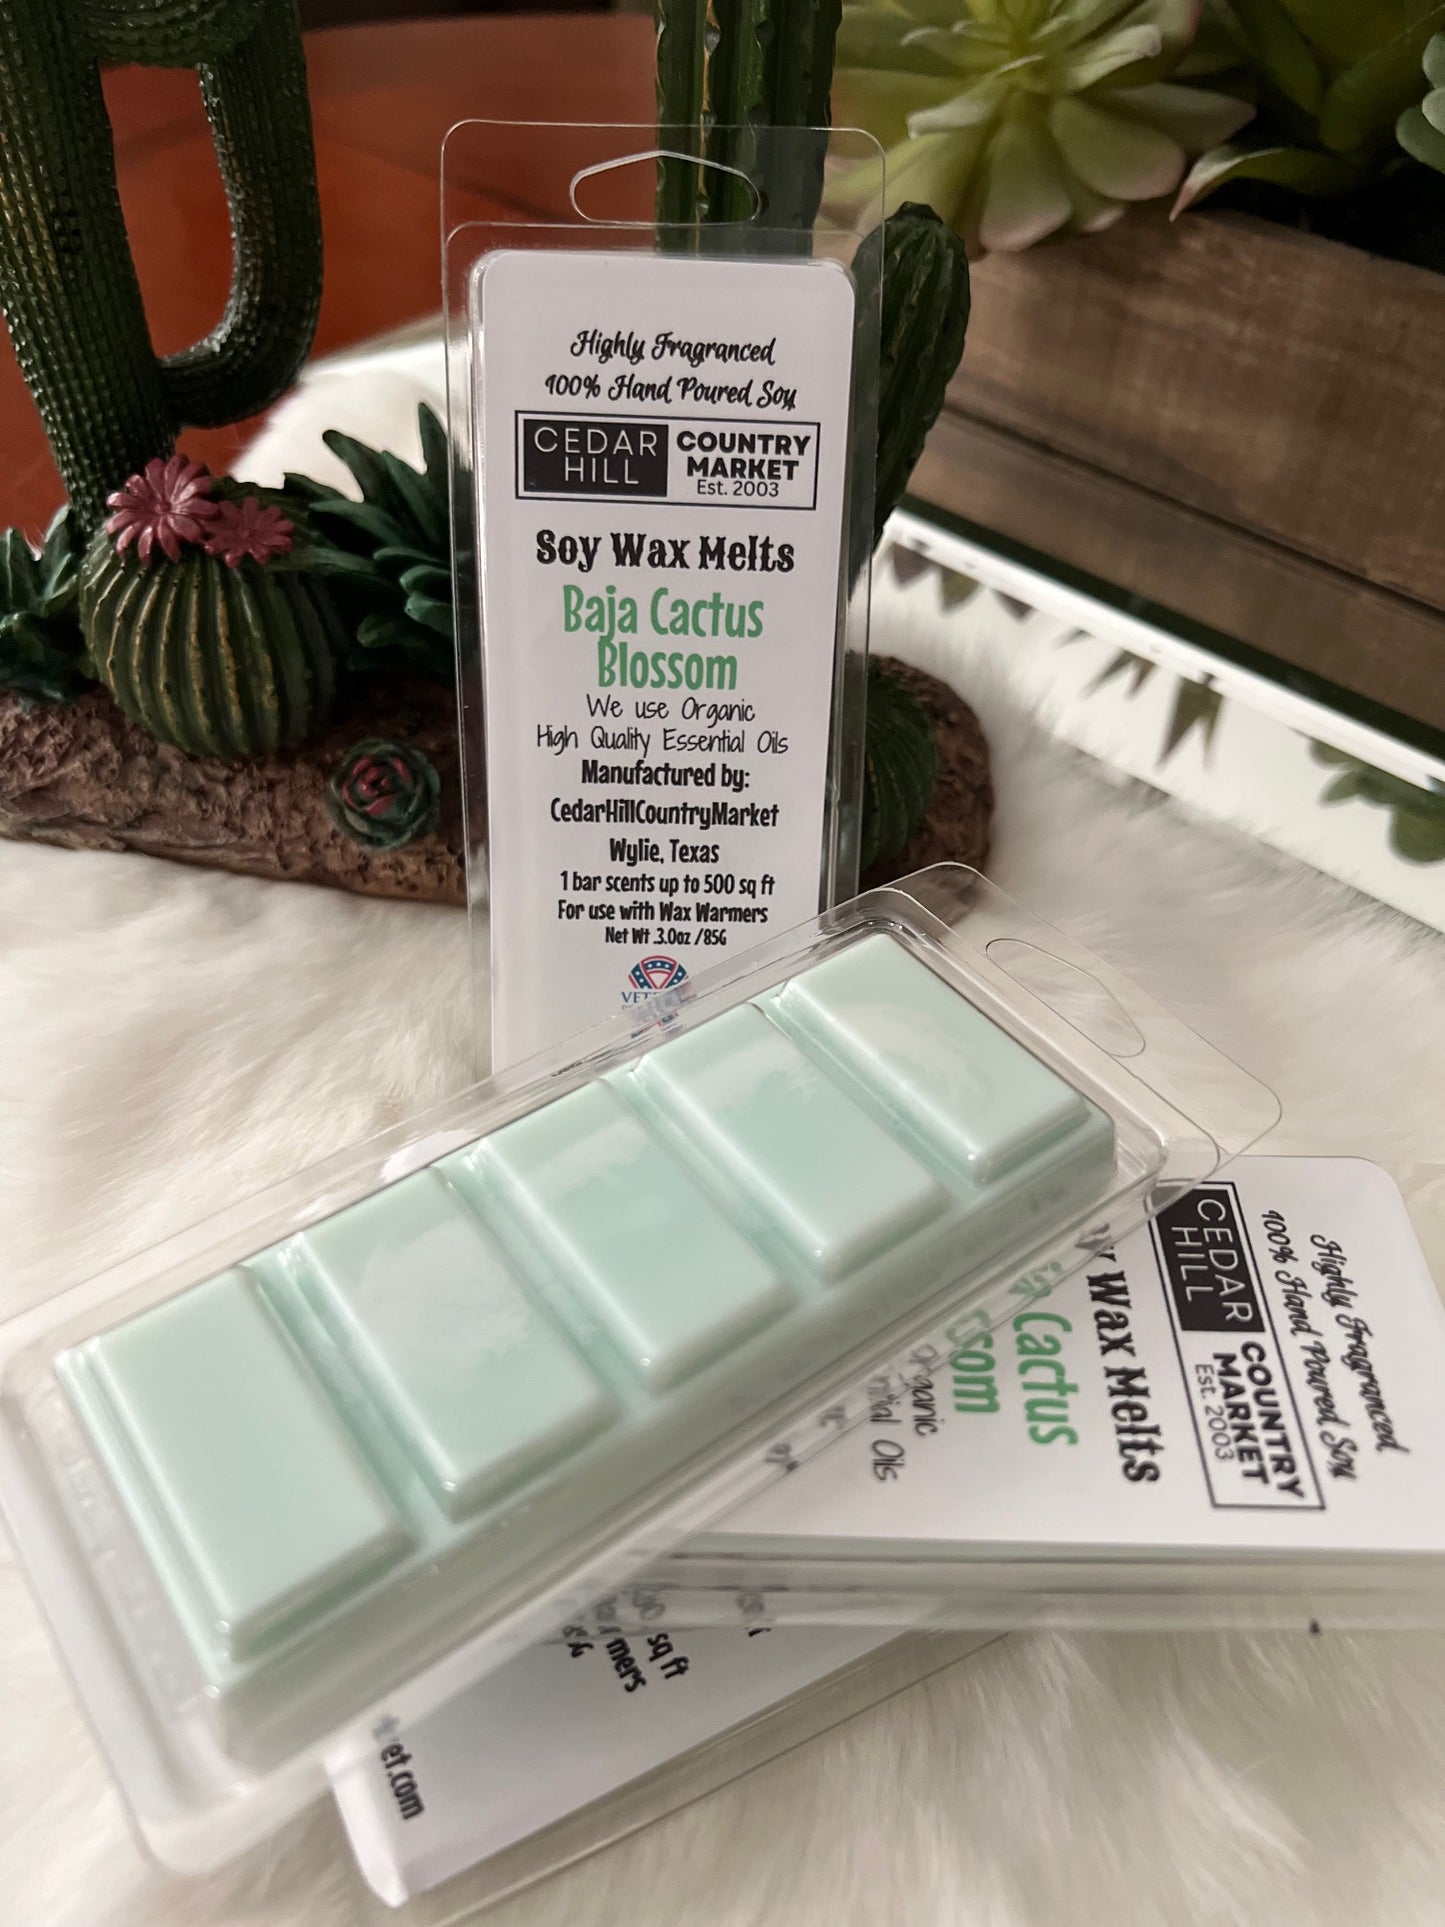 Highly Fragranced
100% Hand Poured Soy
CEDAR HILL
COUNTRY MARKET
Est. 2003
Soy Wax Melts
Baja Cactus
Blossom
We use Organic
High Quality Essential Oils
Manufactured by:
CedarHillCountryMarket
Wylie, Texas
1 bar scents up to 500 sq ft
For use with Wax Warmers
Net Wt .3.0oz /85G
Highly Fragranced
100% Hand Poured Soy
CEDAR HILL
COUNTRY MARKET
Est. 2003
Wax Melts
Cactus
Oils
sq ft
mers
et.com